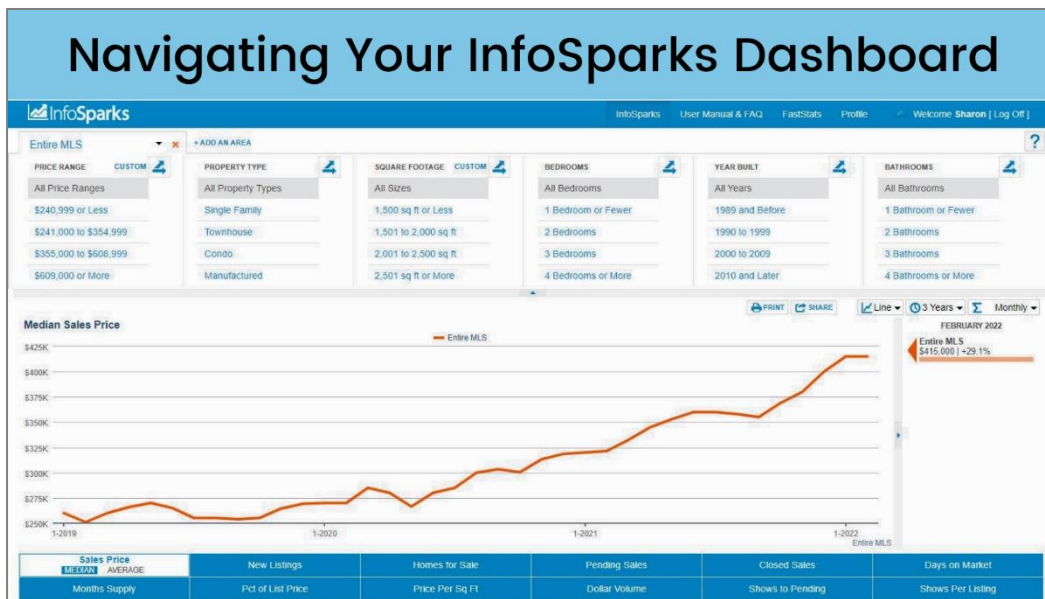 Navigating Your InfoSparks Dashboard
InfoSparks
InfoSparks User Manual & FAQ FastStats Profile Welcome Sharon [ Log Off ]
Entire MLS
+ ADD AN AREA
?
PRICE RANGE CUSTOM PROPERTY TYPE SQUARE FOOTAGE CUSTOM BEDROOMS YEAR BUILT BATHROOMS
All Price Ranges All Property Types All Sizes All Bedrooms All Years All Bathrooms
$240,999 or Less Single Family 1,500 sq ft or Less 1 Bedroom or Fewer 1989 and Before 1 Bathroom or Fewer
$241,000 to $354,999 Townhouse 1,501 to 2,000 sq ft 2 Bedrooms 1990 to 1999 2 Bathrooms
$355,000 to $608,999 Condo 2,001 to 2,500 sq ft 3 Bedrooms 2000 to 2009 3 Bathrooms
$609,000 or More Manufactured 2,501 sq ft or More 4 Bedrooms or More 2010 and Later 4 Bathrooms or More
PRINT SHARE Line 3 Years Σ Monthly
Median Sales Price
Entire MLS
FEBRUARY 2022
Entire MLS
$415,000 | +29.1%
$425K
$400K
$375K
$350K
$325K
$300K
$275K
$250K
1-2019 1-2020 1-2021 1-2022
Entire MLS
Sales Price
MEDIAN AVERAGE
New Listings Homes for Sale Pending Sales Closed Sales Days on Market
Months Supply Pct of List Price Price Per Sq Ft Dollar Volume Shows to Pending Shows Per Listing